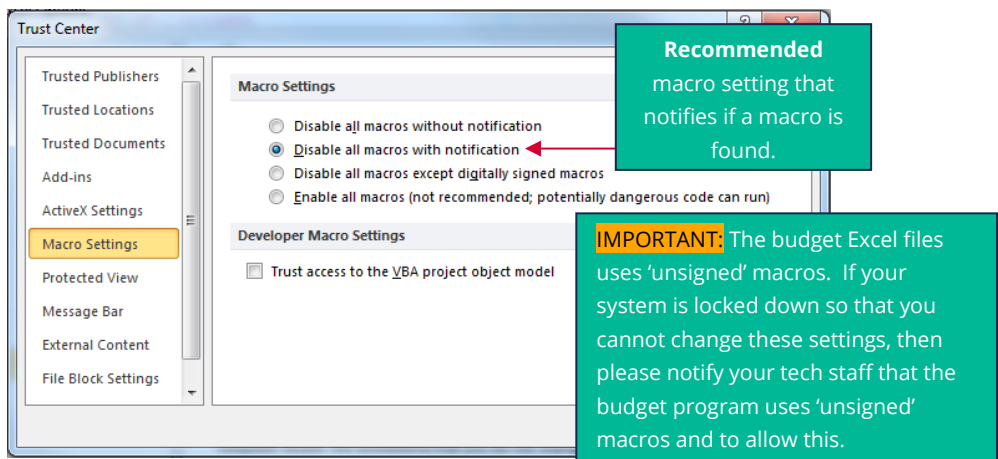 Trust Center
Trusted Publishers
Trusted Locations
Trusted Documents
Add-ins
ActiveX Settings
Macro Settings
Protected View
Message Bar
External Content
File Block Settings
Macro Settings
Disable all macros without notification
Disable all macros with notification
Disable all macros except digitally signed macros
Enable all macros (not recommended; potentially dangerous code can run)
Developer Macro Settings
Trust access to the VBA project object model
Recommended
macro setting that
notifies if a macro is
found.
IMPORTANT: The budget Excel files
uses ‘unsigned’ macros.  If your
system is locked down so that you
cannot change these settings, then
please notify your tech staff that the
budget program uses ‘unsigned’
macros and to allow this.